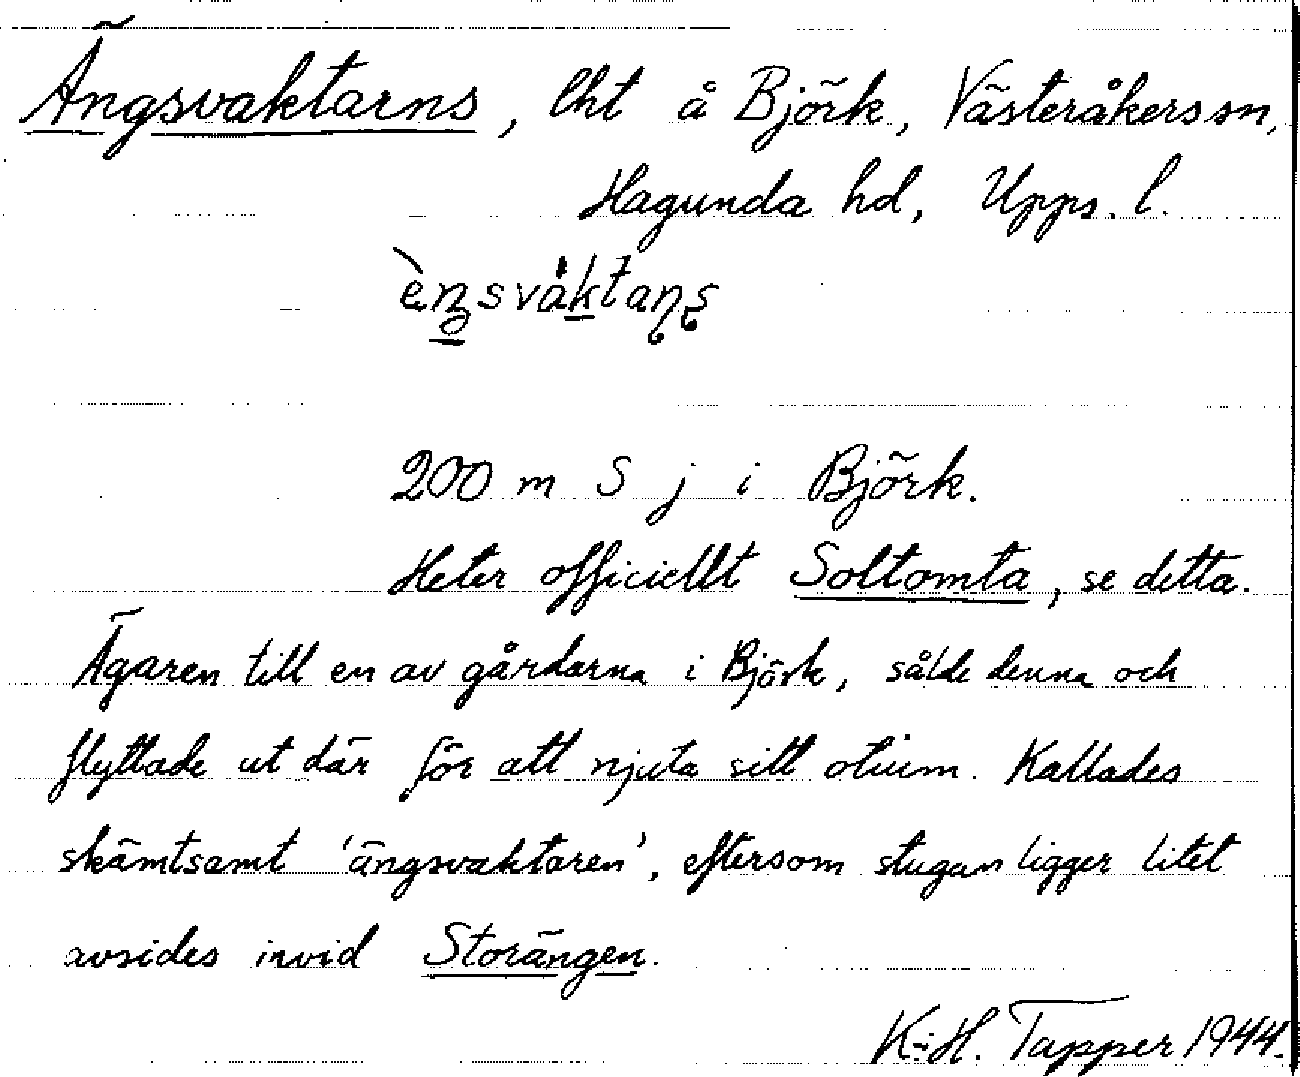 Ängsvaktarns, lht å Björk, Västeråkers sn,
Hagunda hd, Upps. l.
200 m S j i Björk.
Heter officiellt Soltomta, se detta.
Ägaren till en av gårdarna i Björk, sålde denna och
flyttade ut där för att njuta sitt otium. Kallades
skämtsamt 'ängsvaktaren', eftersom stugan ligger litet
avsides invid Storängen.
K-H. Tapper 1944.